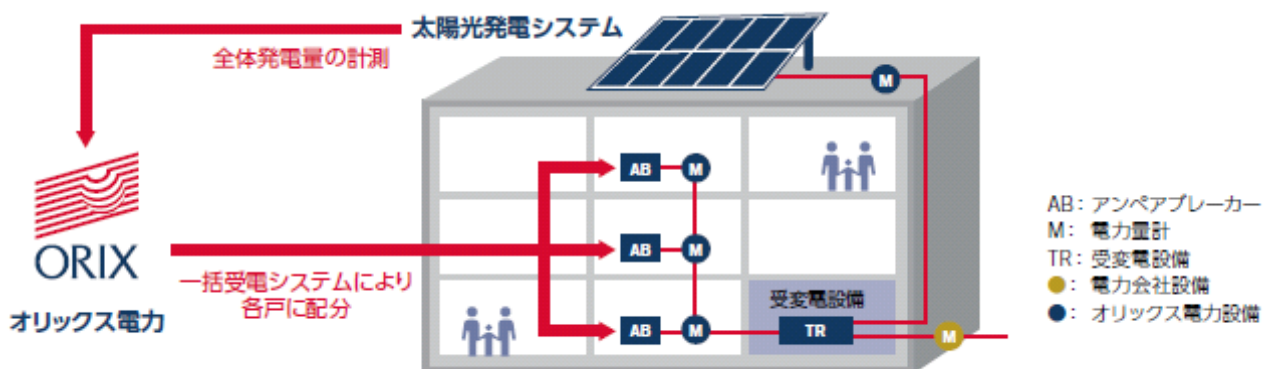 太陽光発電システム
全体発電量の計測
M
AB M
ORIX
オリックス電力
一括受電システムにより
各戸に配分
AB M
AB M
受変電設備
TR
M
AB： アンペアブレーカー
M： 電力量計
TR： 受変電設備
●： 電力会社設備
●： オリックス電力設備